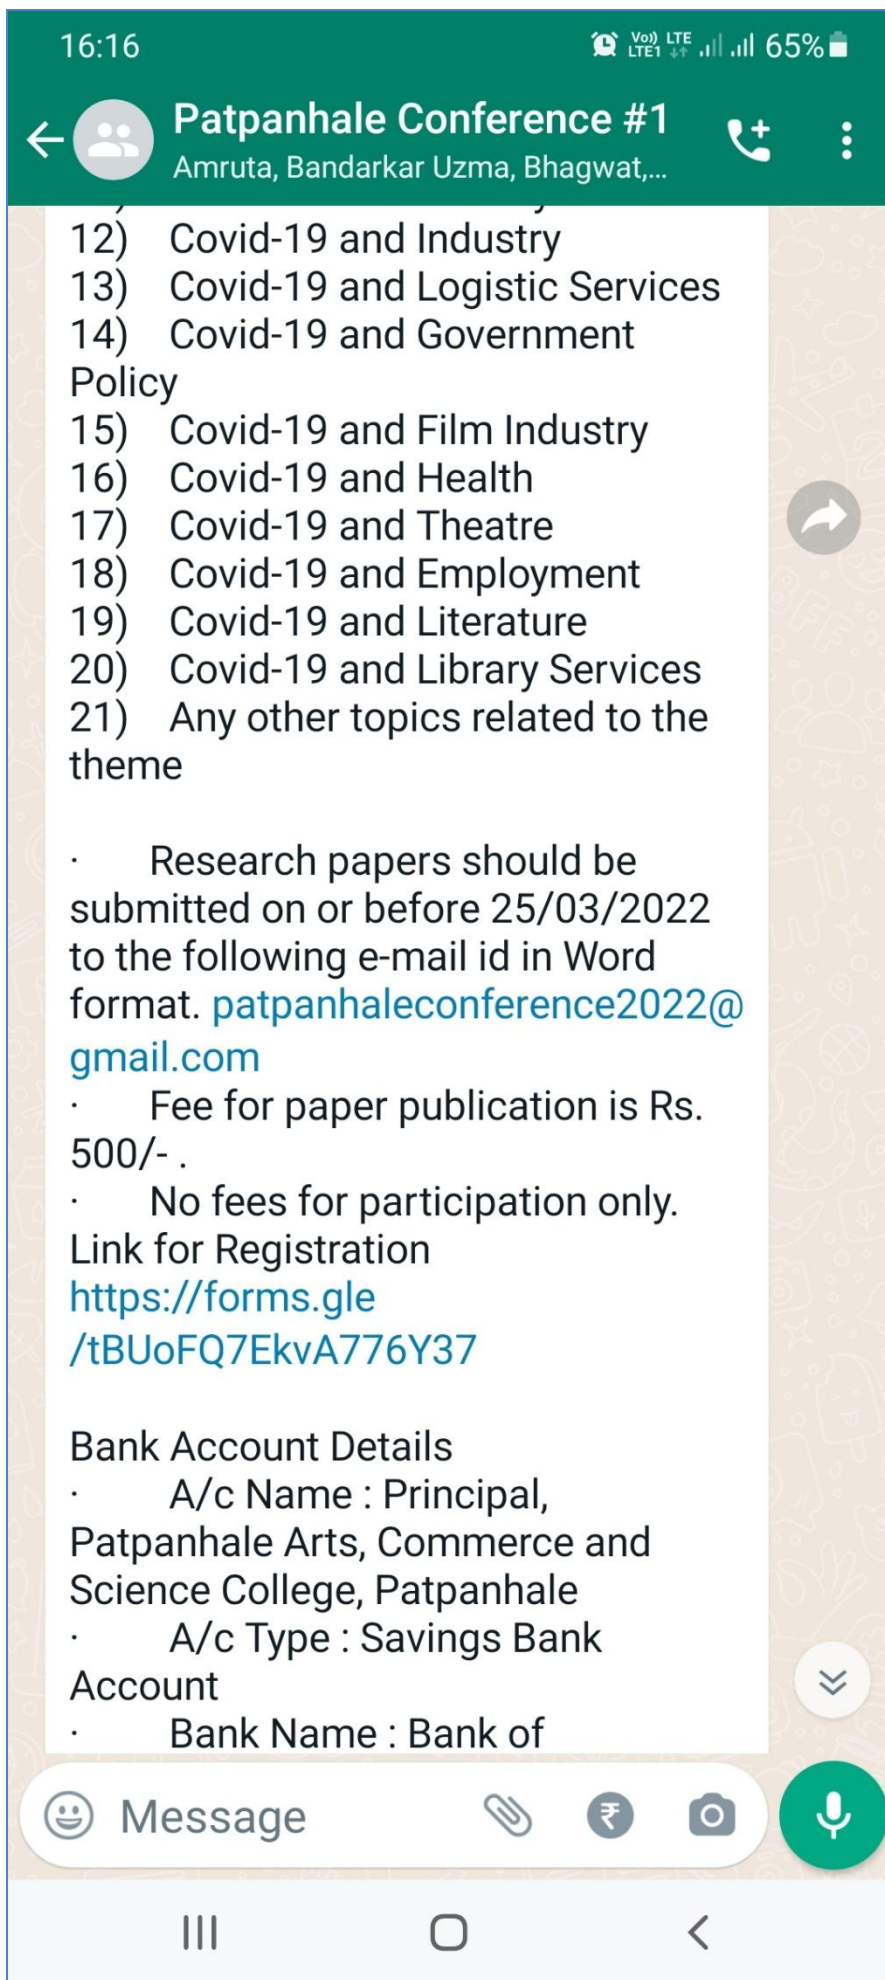 16:16
Vo)) LTE
LTE1
65%
Patpanhale Conference #1
Amruta, Bandarkar Uzma, Bhagwat,...
12) Covid-19 and Industry
13) Covid-19 and Logistic Services
14) Covid-19 and Government
Policy
15) Covid-19 and Film Industry
16) Covid-19 and Health
17) Covid-19 and Theatre
18) Covid-19 and Employment
19) Covid-19 and Literature
20) Covid-19 and Library Services
21) Any other topics related to the
theme
· Research papers should be
submitted on or before 25/03/2022
to the following e-mail id in Word
format. patpanhaleconference2022@
gmail.com
· Fee for paper publication is Rs.
500/- .
· No fees for participation only.
Link for Registration
https://forms.gle
/tBUoFQ7EkvA776Y37
Bank Account Details
· A/c Name : Principal,
Patpanhale Arts, Commerce and
Science College, Patpanhale
· A/c Type : Savings Bank
Account
· Bank Name : Bank of
Message